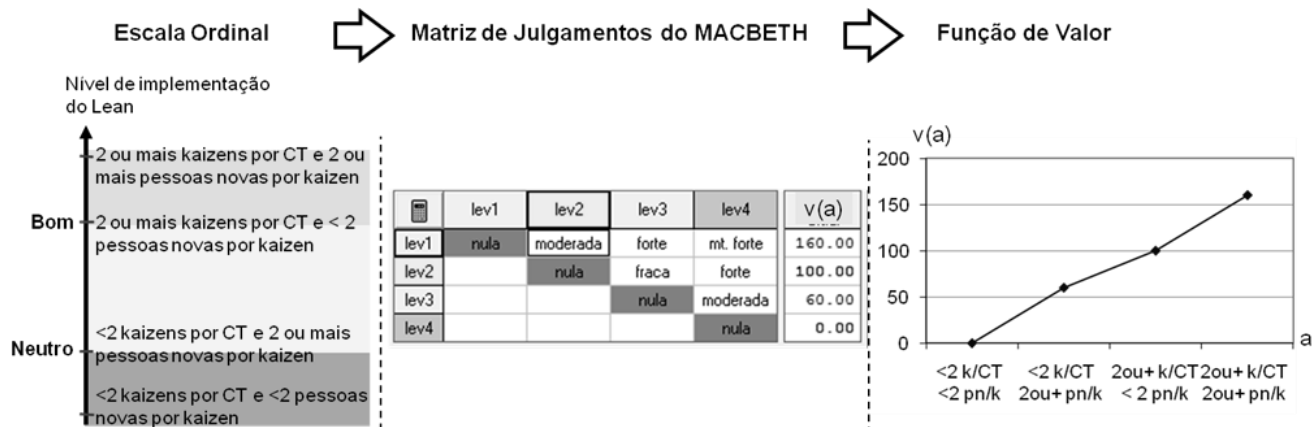 Escala Ordinal
Matriz de Julgamentos do MACBETH
Função de Valor
Nível de implementação
do Lean
2 ou mais kaizens por CT e 2 ou
mais pessoas novas por kaizen
Bom
2 ou mais kaizens por CT e < 2
pessoas novas por kaizen
<2 kaizens por CT e 2 ou mais
Neutro
pessoas novas por kaizen
<2 kaizens por CT e <2 pessoas
novas por kaizen
lev1 lev2 lev3 lev4 v(a)
lev1 nula moderada forte mt. forte 160.00
lev2 nula fraca forte 100.00
lev3 nula moderada 60.00
lev4 nula 0.00
v(a)
200
150
100
50
0
a
<2 k/CT <2 k/CT 2ou+ k/CT 2ou+ k/CT
<2 pn/k 2ou+ pn/k < 2 pn/k 2ou+ pn/k